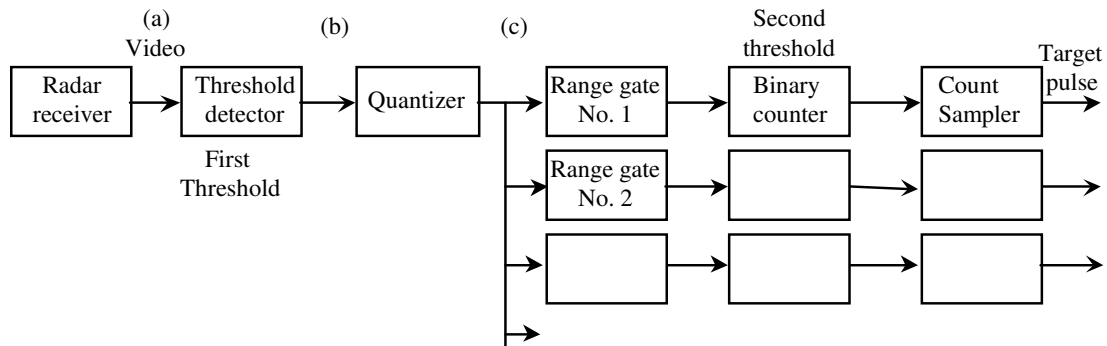 (a)
Video
(b)
(c)
Second
threshold
Target
pulse
Radar
receiver
Threshold
detector
Quantizer
Range gate
No. 1
Binary
counter
Count
Sampler
First
Threshold
Range gate
No. 2